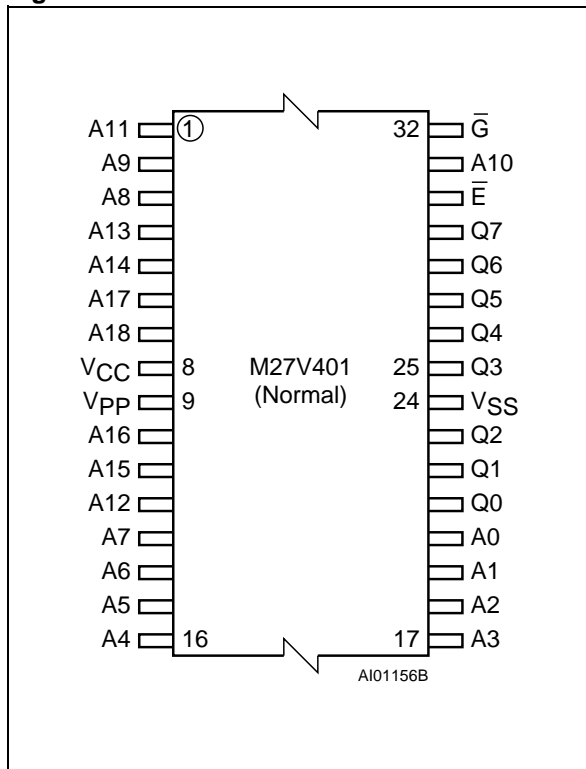 A11 1 32 G̅
A9 A10
A8 E̅
A13 Q7
A14 Q6
A17 Q5
A18 Q4
VCC 8 M27V401 25 Q3
VPP 9 (Normal) 24 VSS
A16 Q2
A15 Q1
A12 Q0
A7 A0
A6 A1
A5 A2
A4 16 17 A3
AI01156B